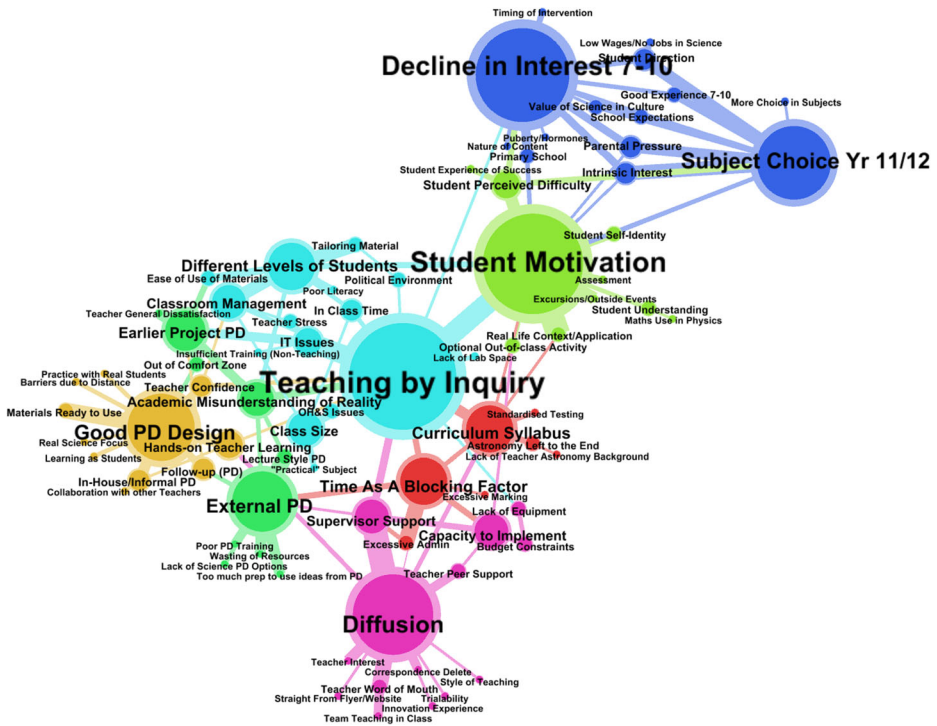 Timing of Intervention
Low Wages/No Jobs in Science
Student Direction
Decline in Interest 7-10
Good Experience 7-10
More Choice in Subjects
Value of Science in Culture
School Expectations
Puberty/Hormones
Nature of Content
Parental Pressure
Primary School
Subject Choice Yr 11/12
Student Experience of Success
Intrinsic Interest
Student Perceived Difficulty
Student Self-Identity
Tailoring Material
Different Levels of Students
Student Motivation
Ease of Use of Materials
Political Environment
Assessment
Poor Literacy
Classroom Management
In Class Time
Excursions/Outside Events
Student Understanding
Teacher General Dissatisfaction
Maths Use in Physics
Teacher Stress
Earlier Project PD
IT Issues
Real Life Context/Application
Optional Out-of-class Activity
Insufficient Training (Non-Teaching)
Lack of Lab Space
Out of Comfort Zone
Practice with Real Students
Barriers due to Distance
Teacher Confidence
Teaching by Inquiry
Academic Misunderstanding of Reality
Materials Ready to Use
OH&S Issues
Standardised Testing
Good PD Design
Class Size
Curriculum Syllabus
Real Science Focus
Hands-on Teacher Learning
Astronomy Left to the End
Lack of Teacher Astronomy Background
Learning as Students
Lecture Style PD
"Practical" Subject
Follow-up (PD)
In-House/Informal PD
Time As A Blocking Factor
Collaboration with other Teachers
Excessive Marking
External PD
Lack of Equipment
Supervisor Support
Capacity to Implement
Excessive Admin
Budget Constraints
Poor PD Training
Wasting of Resources
Lack of Science PD Options
Too much prep to use ideas from PD
Teacher Peer Support
Diffusion
Teacher Interest
Correspondence Delete
Style of Teaching
Teacher Word of Mouth
Straight From Flyer/Website
Trialability
Innovation Experience
Team Teaching in Class